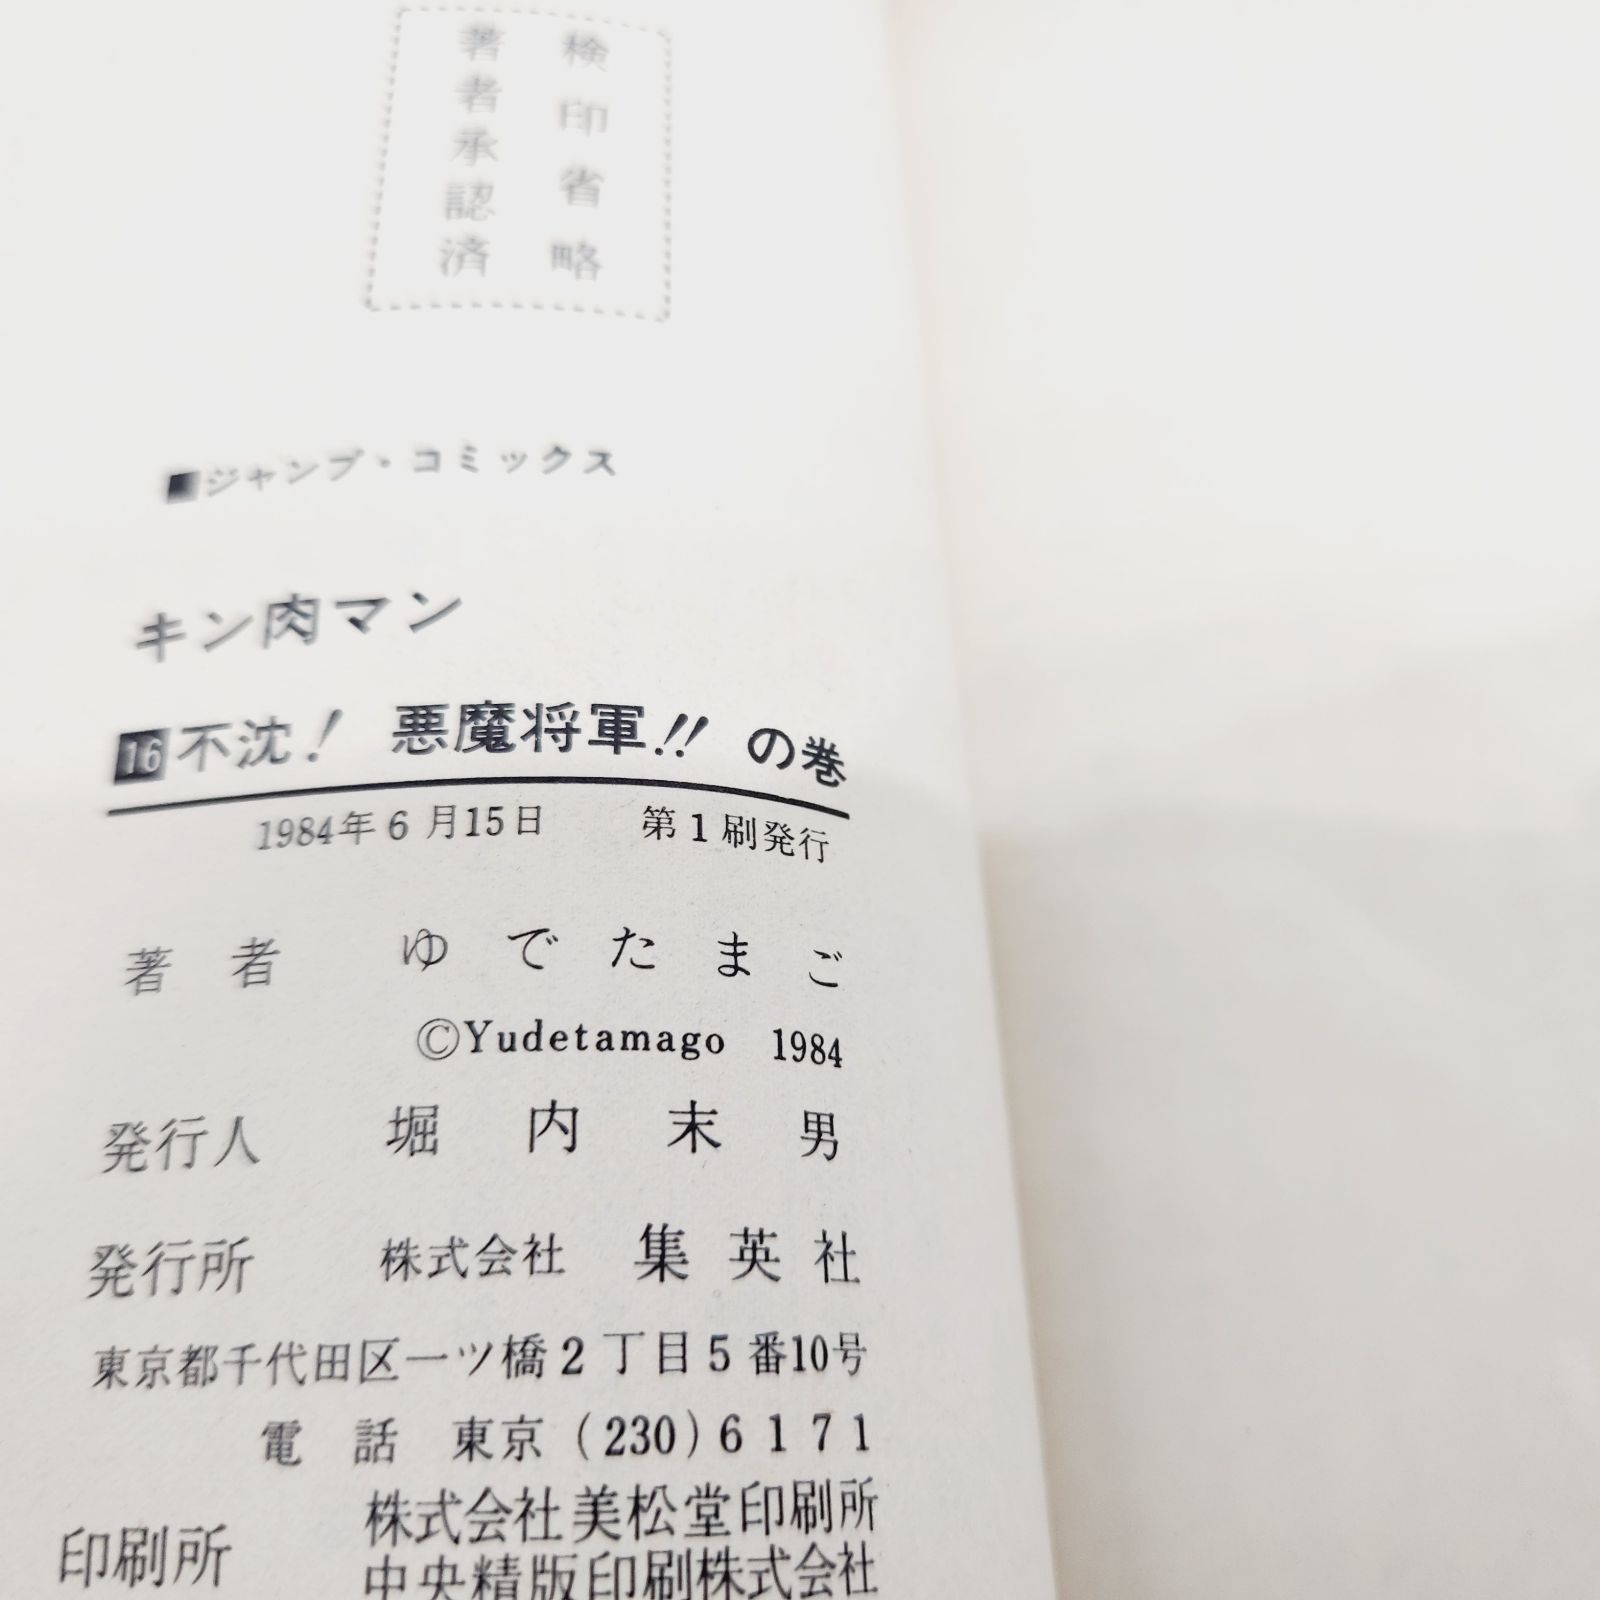 検印省略
著者承認済
■ジャンプ・コミックス
キン肉マン
16不沈! 悪魔将軍!! の巻
1984年6月15日 第1刷発行
著者 ゆでたまご
©Yudetamago 1984
発行人 堀内末男
発行所 株式会社 集英社
東京都千代田区一ツ橋2丁目5番10号
電話 東京(230)6171
印刷所 株式会社美松堂印刷所
中央精版印刷株式会社